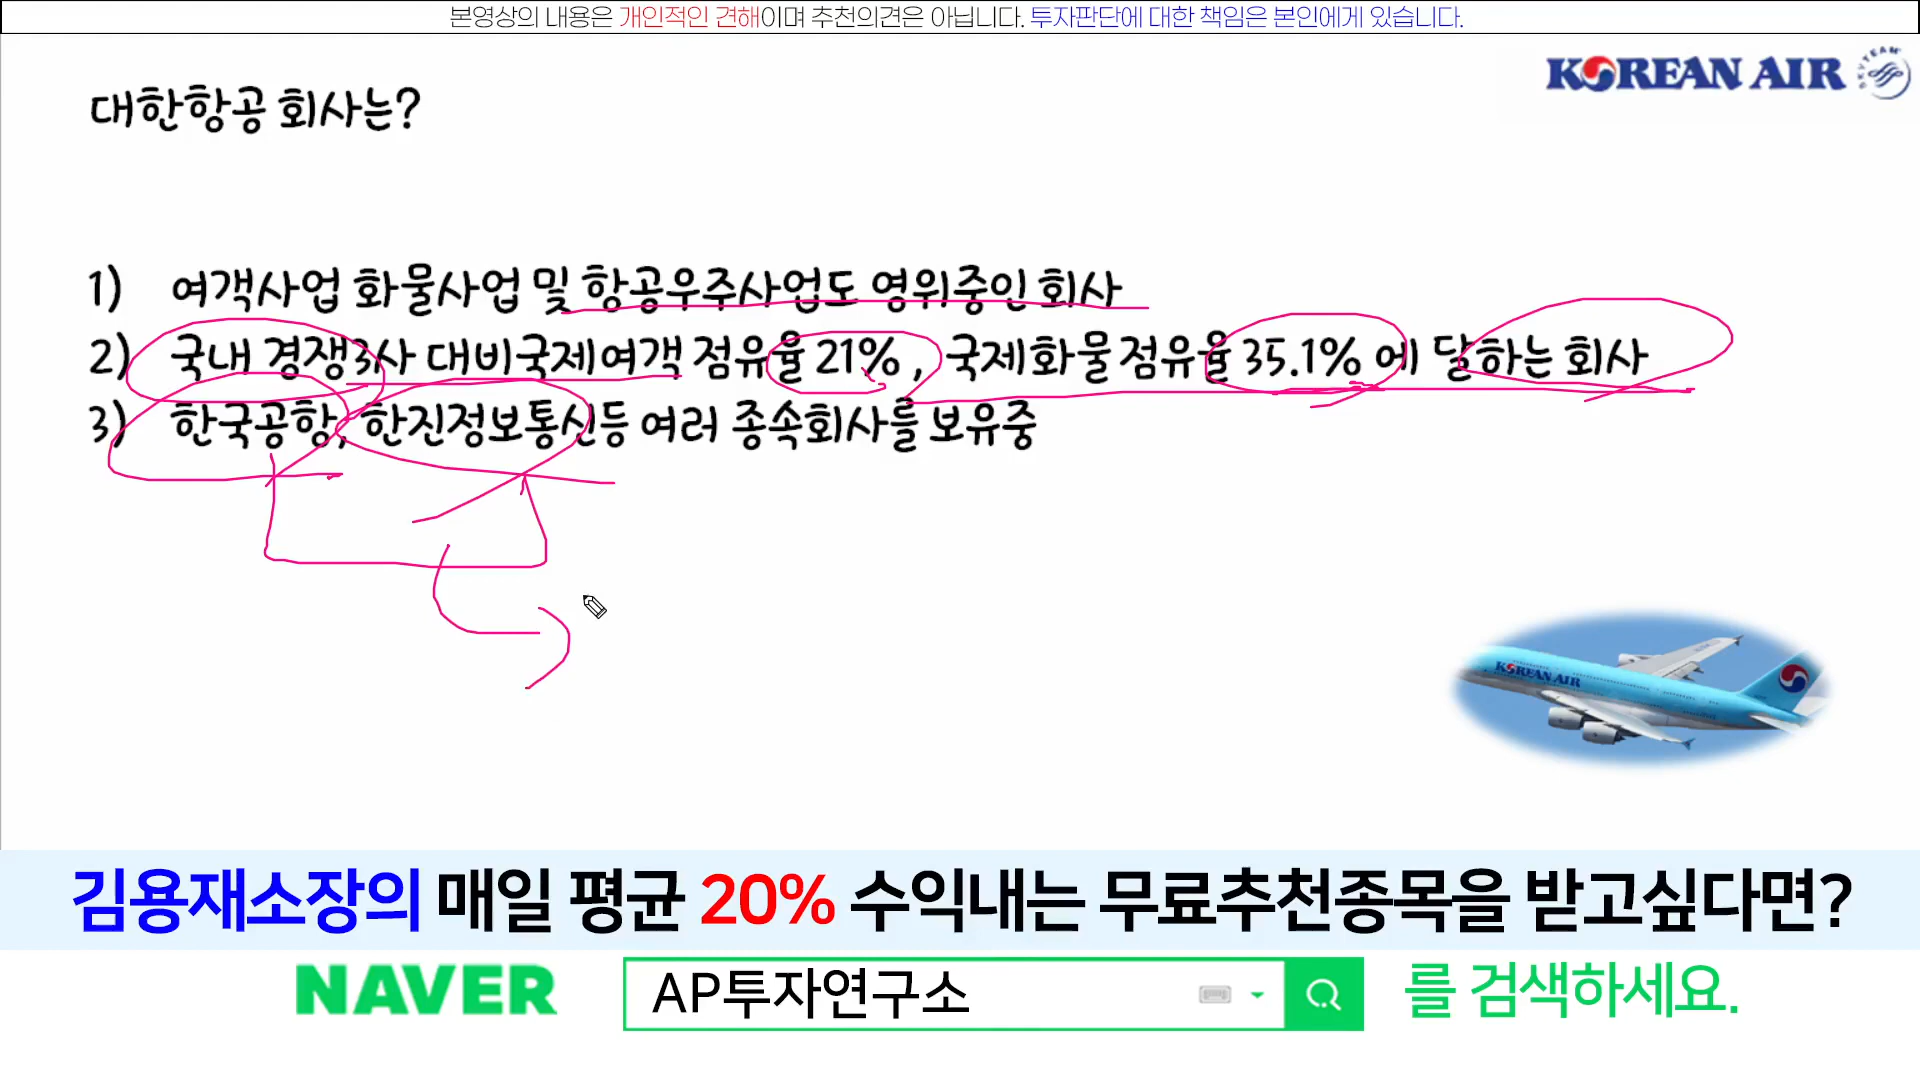 본영상의 내용은 개인적인 견해이며 추천의견은 아닙니다. 투자판단에 대한 책임은 본인에게 있습니다.
KOREAN AIR
SKYTEAM
대한항공 회사는?
1) 여객사업 화물사업 및 항공우주사업도 영위중인 회사
2) 국내 경쟁3사 대비국제여객 점유율 21% , 국제화물점유율 35.1% 에 달하는 회사
3) 한국공항, 한진정보통신등 여러 종속회사를 보유중
KOREAN AIR
김용재소장의 매일 평균 20% 수익내는 무료추천종목을 받고싶다면?
NAVER AP투자연구소 를 검색하세요.